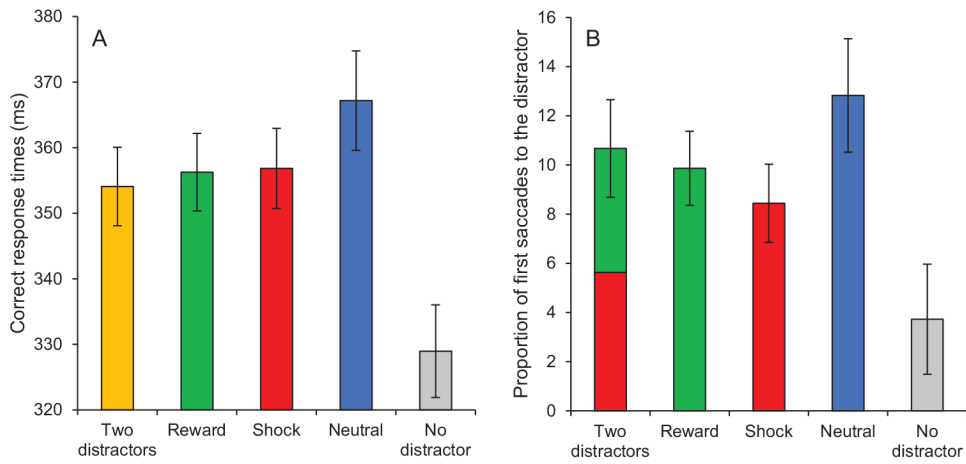 A
Correct response times (ms)
380
370
360
350
340
330
320
Two distractors
Reward
Shock
Neutral
No distractor
B
Proportion of first saccades to the distractor
16
14
12
10
8
6
4
2
0
Two distractors
Reward
Shock
Neutral
No distractor